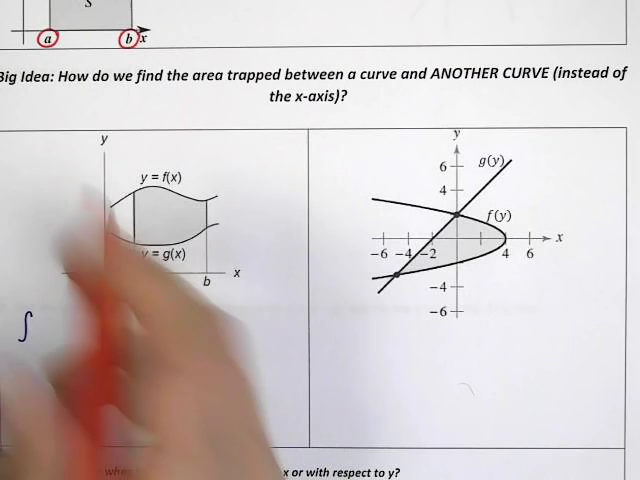 S
a b x
Big Idea: How do we find the area trapped between a curve and ANOTHER CURVE (instead of
the x-axis)?
y
y = f(x)
y = g(x)
b
x
∫
y
6
g(y)
4
f(y)
-6 -4 -2 4 6 x
-4
-6
when
x or with respect to y?